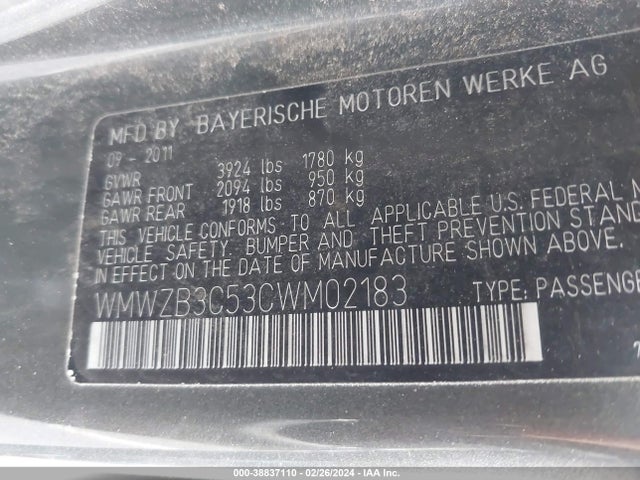 MFD BY BAYERISCHE MOTOREN WERKE AG
09 - 2011
GVWR 3924 lbs 1780 kg
GAWR FRONT 2094 lbs 950 kg
GAWR REAR 1918 lbs 870 kg
THIS VEHICLE CONFORMS TO ALL APPLICABLE U.S. FEDERAL
VEHICLE SAFETY, BUMPER AND THEFT PREVENTION STAND
IN EFFECT ON THE DATE OF MANUFACTURE SHOWN ABOVE.
WMWZB3C53CWM02183 TYPE: PASSENGE
000-38837110 - 02/26/2024 - IAA Inc.